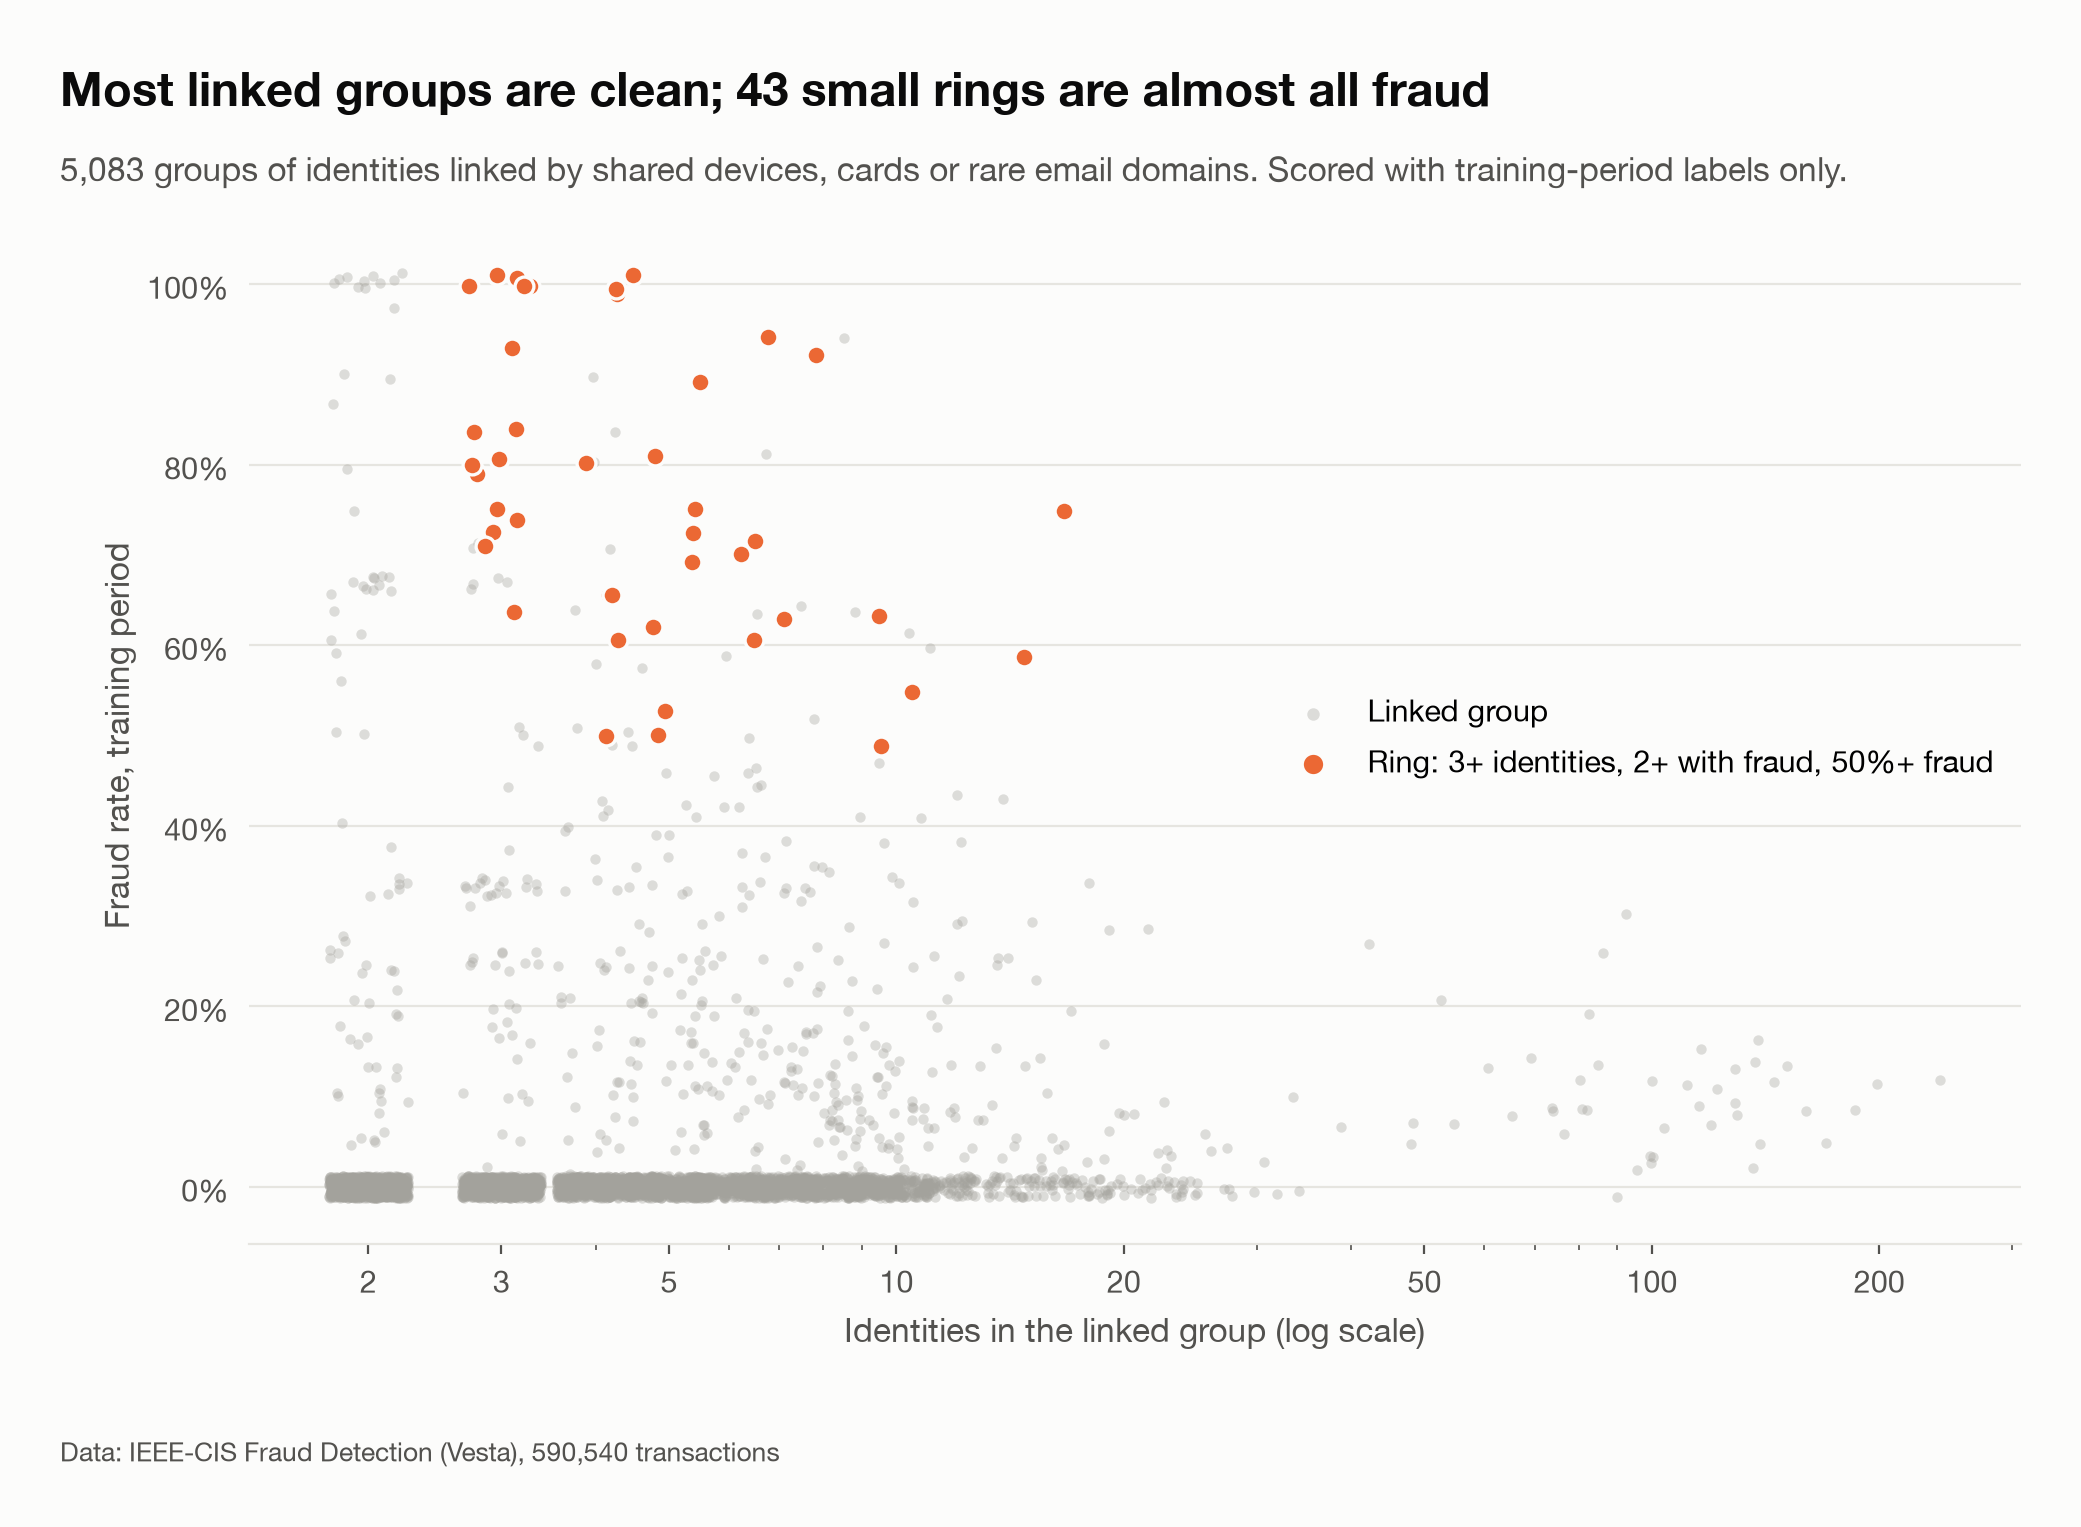 Most linked groups are clean; 43 small rings are almost all fraud
5,083 groups of identities linked by shared devices, cards or rare email domains. Scored with training-period labels only.
Fraud rate, training period
100%
80%
60%
40%
20%
0%
Linked group
Ring: 3+ identities, 2+ with fraud, 50%+ fraud
2 3 5 10 20 50 100 200
Identities in the linked group (log scale)
Data: IEEE-CIS Fraud Detection (Vesta), 590,540 transactions